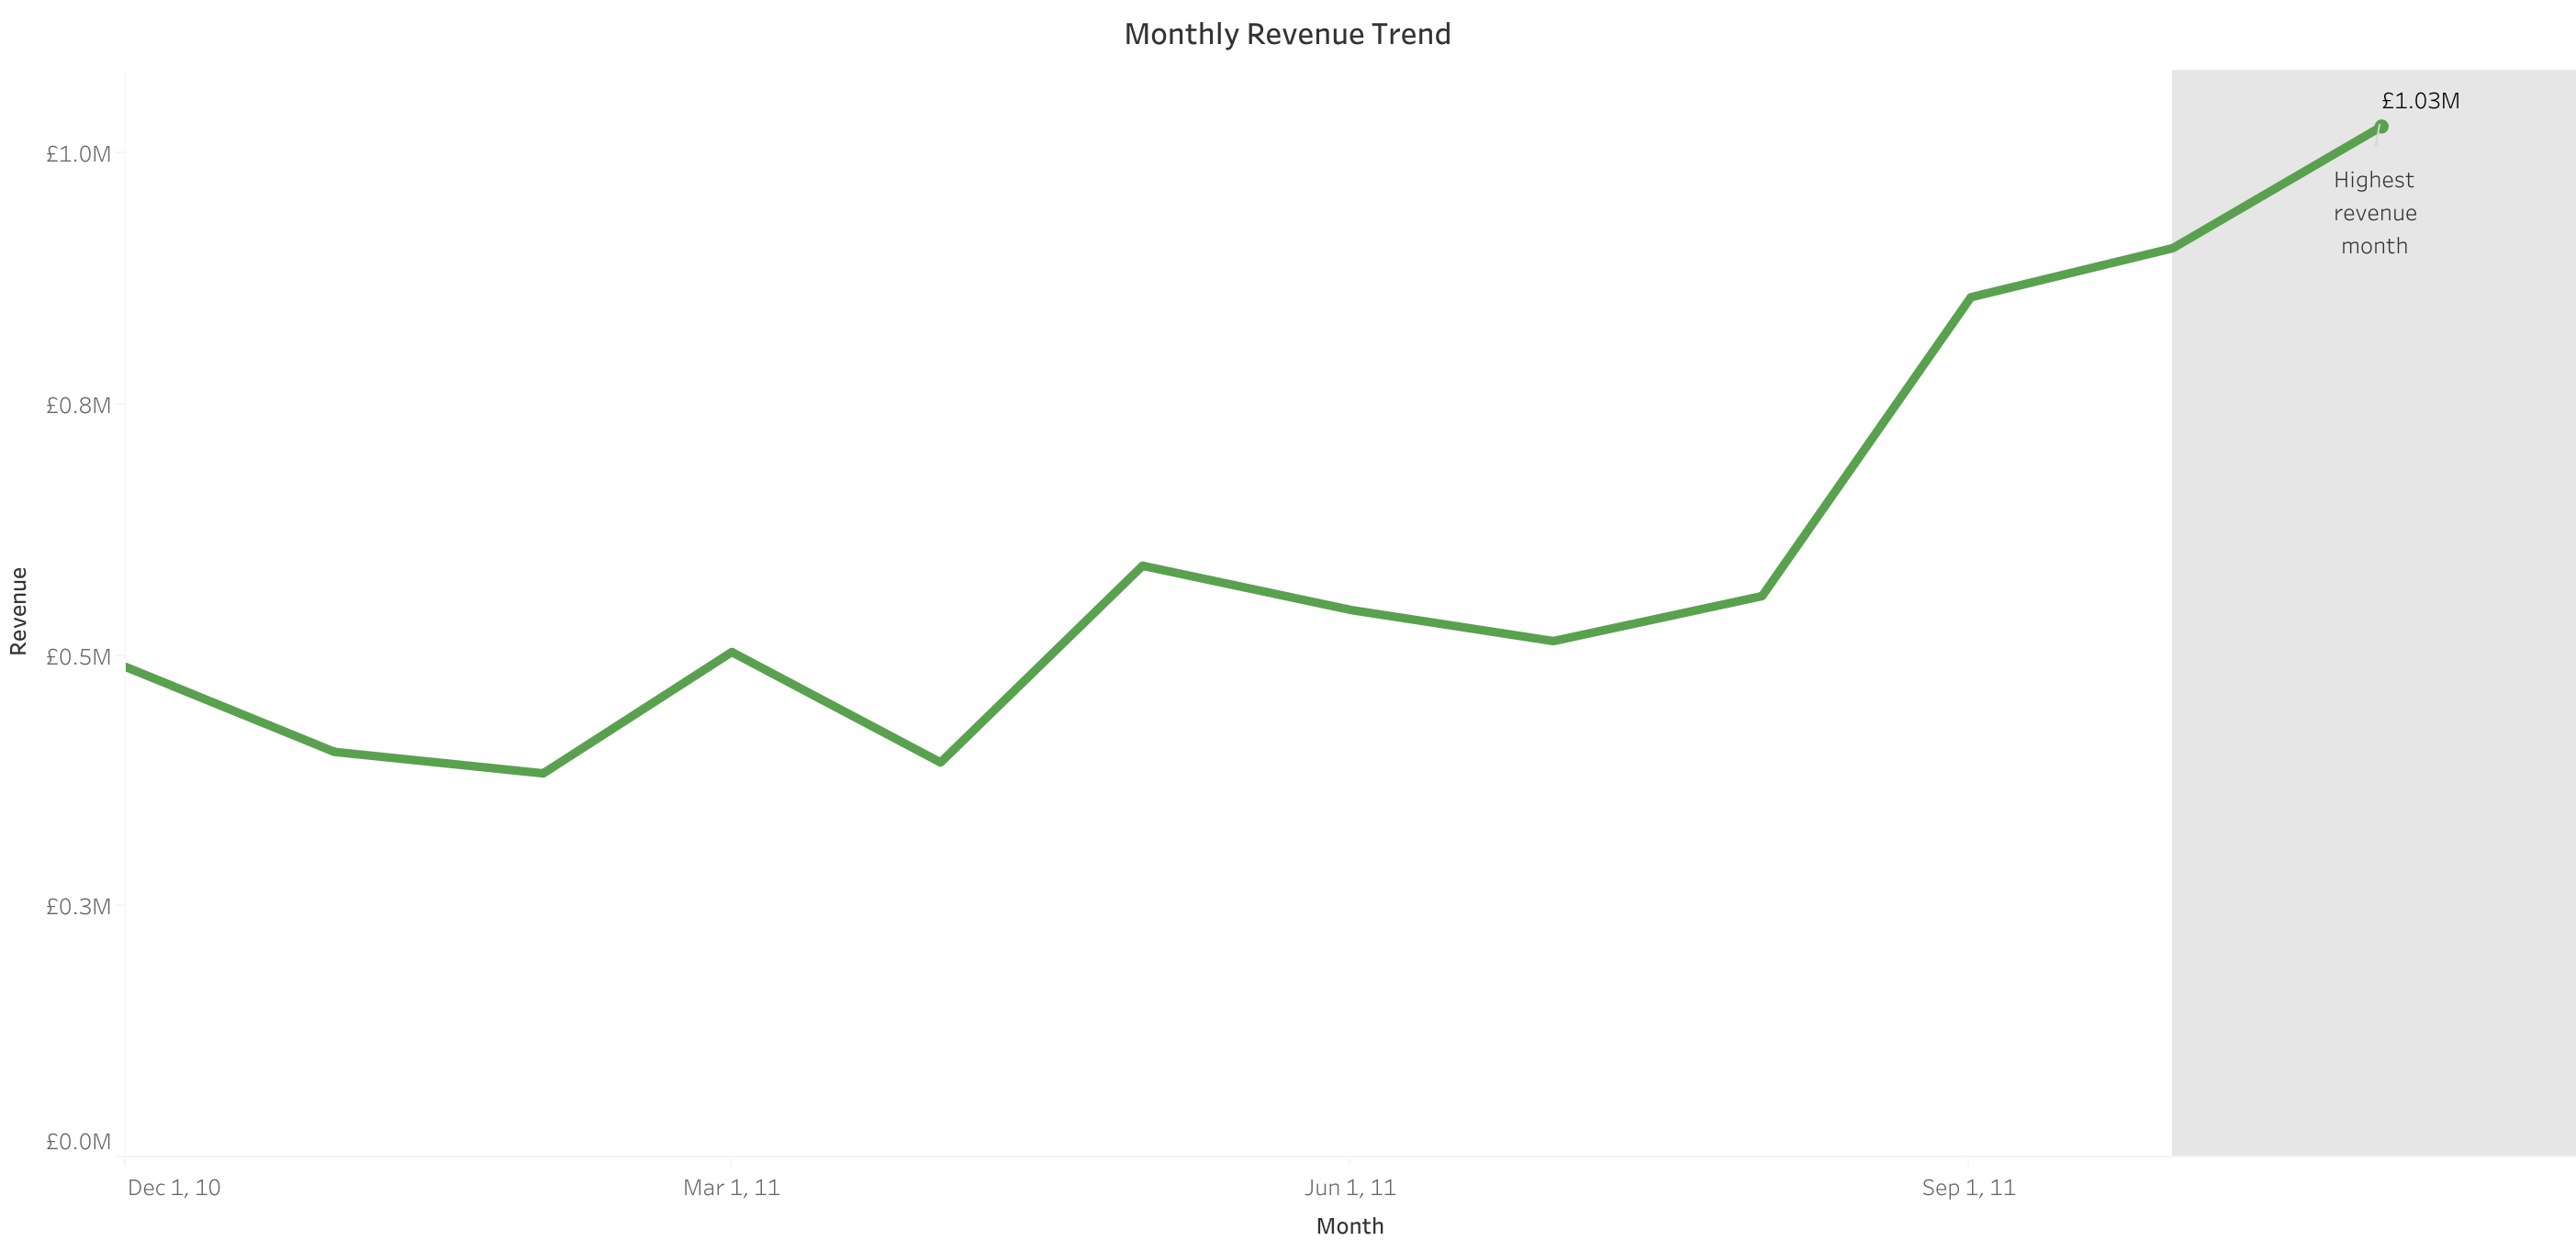 Monthly Revenue Trend
£1.03M
Highest
revenue
month
£1.0M
£0.8M
£0.5M
£0.3M
£0.0M
Revenue
Dec 1, 10
Mar 1, 11
Jun 1, 11
Sep 1, 11
Month